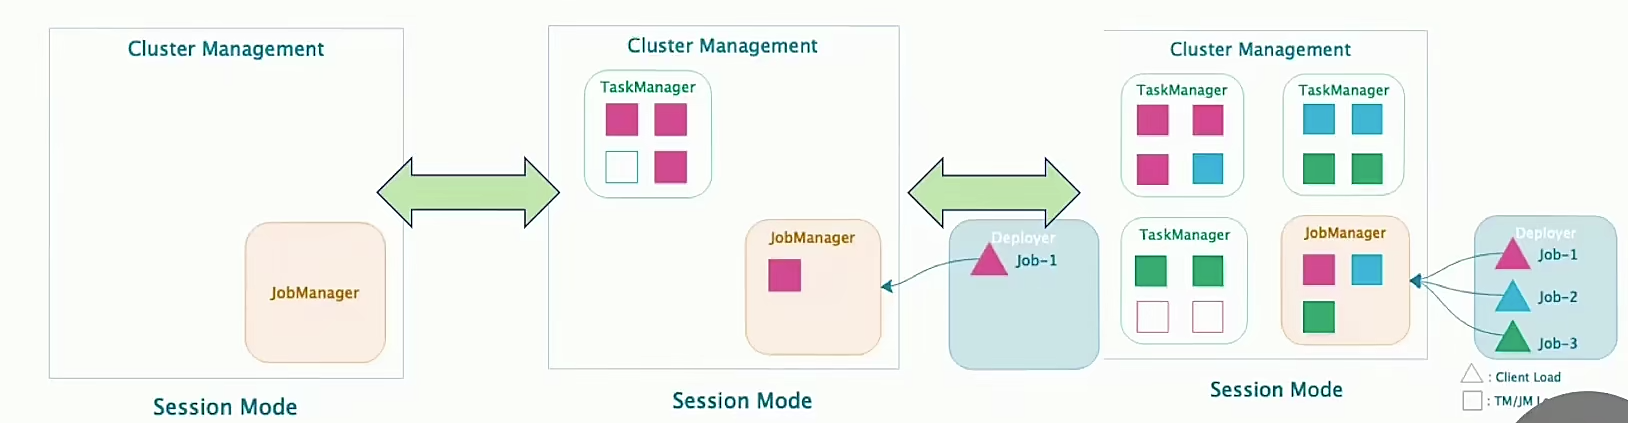 Cluster Management
JobManager
Session Mode
Cluster Management
TaskManager
JobManager
Deployer
Job-1
Session Mode
Cluster Management
TaskManager
TaskManager
TaskManager
JobManager
Deployer
Job-1
Job-2
Job-3
: Client Load
: TM/JM
Session Mode